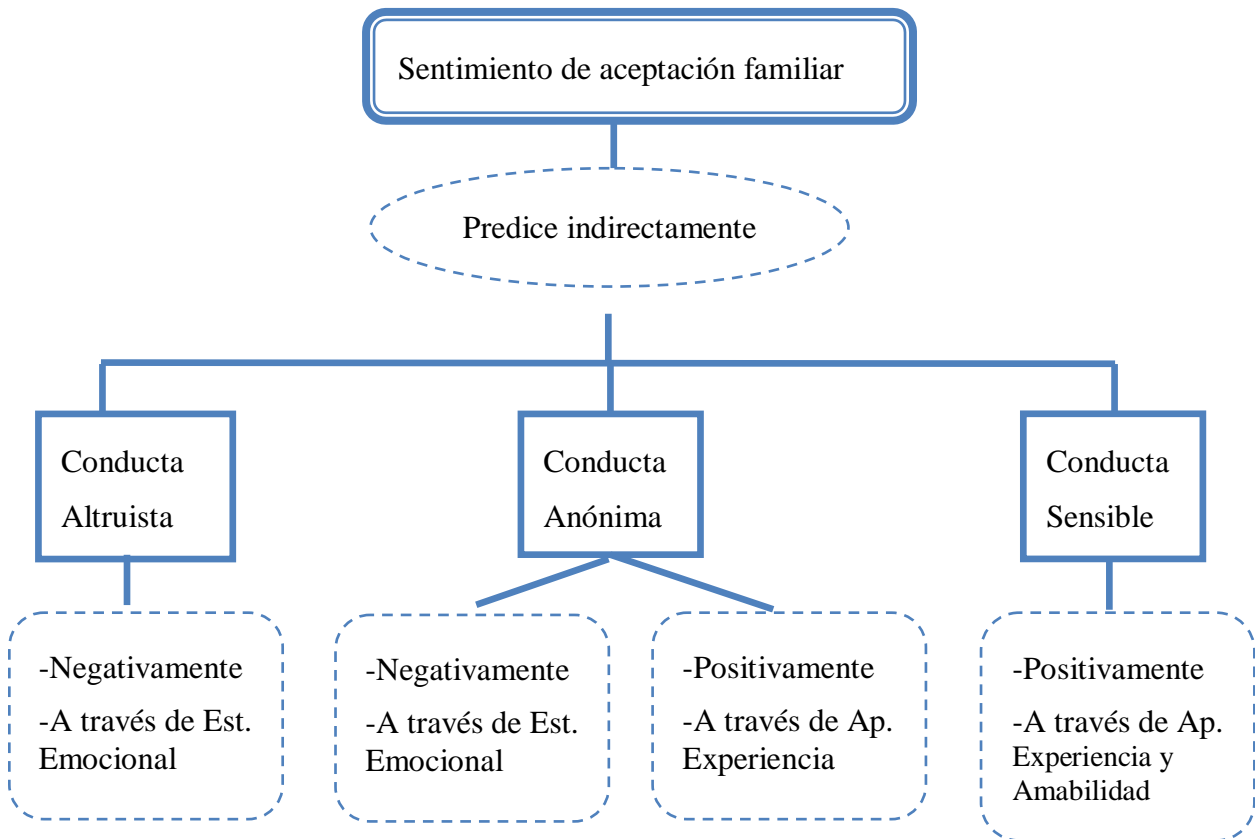 Sentimiento de aceptación familiar
Predice indirectamente
Conducta
Altruista
Conducta
Anónima
Conducta
Sensible
-Negativamente
-A través de Est.
Emocional
-Negativamente
-A través de Est.
Emocional
-Positivamente
-A través de Ap.
Experiencia
-Positivamente
-A través de Ap.
Experiencia y
Amabilidad